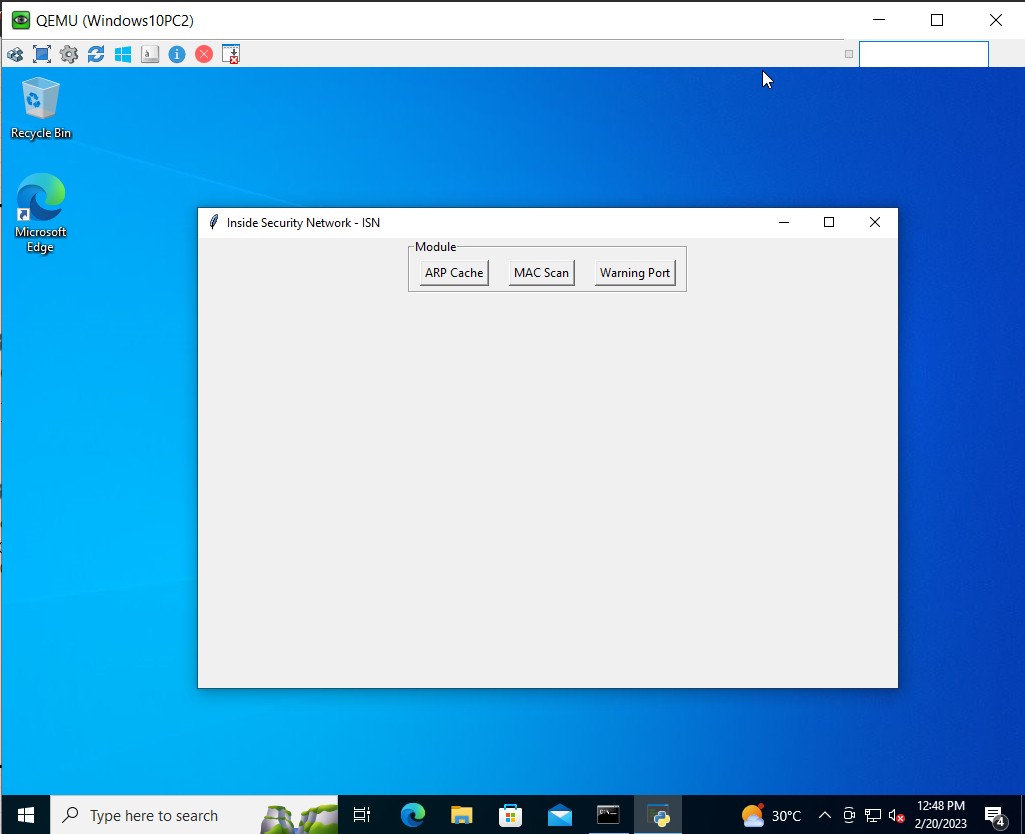 QEMU (Windows10PC2)
Recycle Bin
Microsoft
Edge
Inside Security Network - ISN
Module
ARP Cache
MAC Scan
Warning Port
Type here to search
30°C
12:48 PM
2/20/2023
4